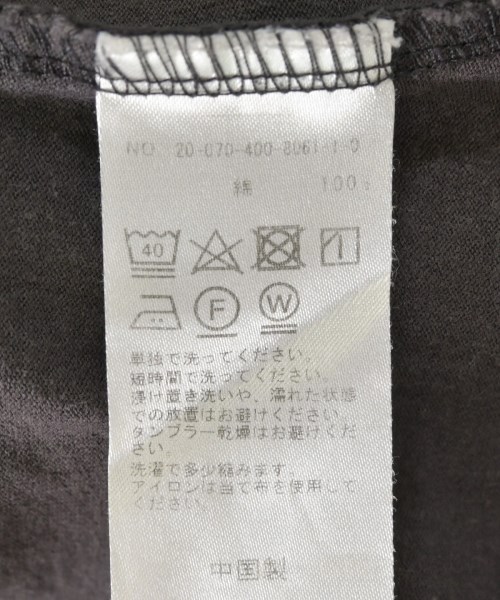 NO. 20-070-400-8061-1-0
綿 100%
40
F W
単独で洗ってください。
短時間で洗ってください。
浸け置き洗いや、濡れた状態
での放置はお避けください。
タンブラー乾燥はお避けくだ
さい。
洗濯で多少縮みます。
アイロンは当て布を使用して
ください。
中国製